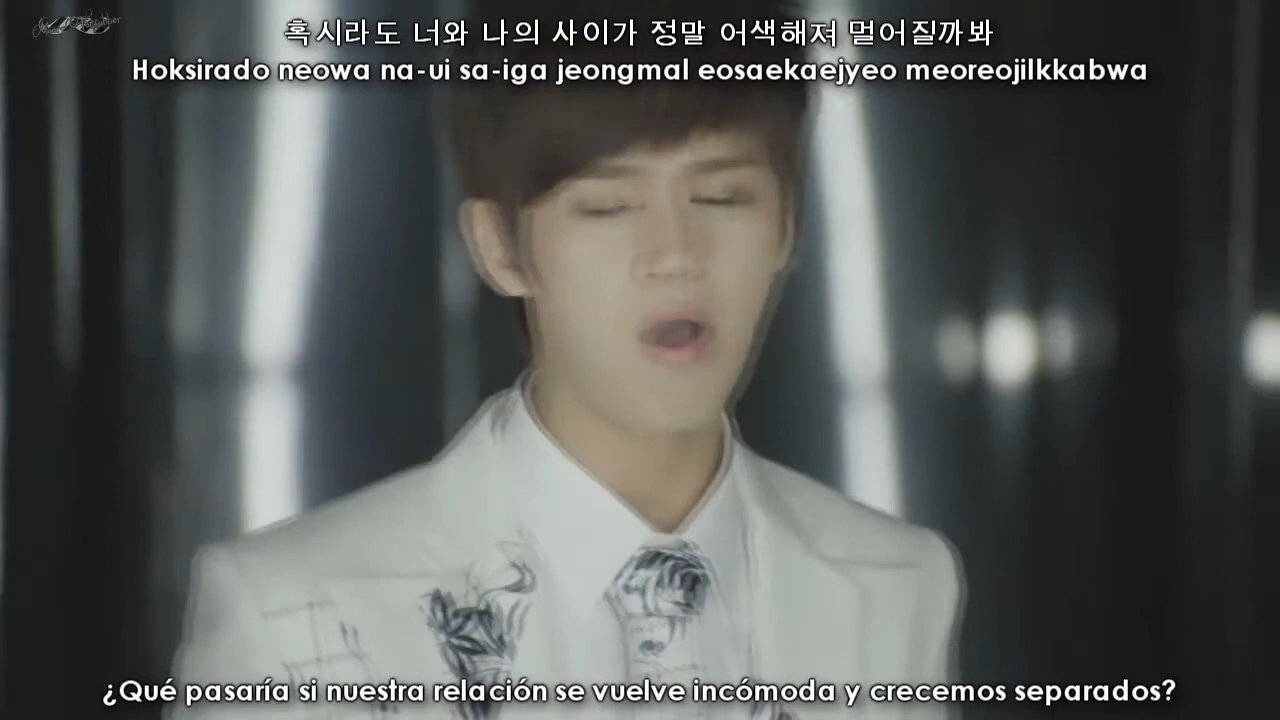 혹시라도 너와 나의 사이가 정말 어색해져 멀어질까봐
Hoksirado neowa na-ui sa-iga jeongmal eosaekaejyeo meoreojilkkabwa
¿Qué pasaría si nuestra relación se vuelve incómoda y crecemos separados?